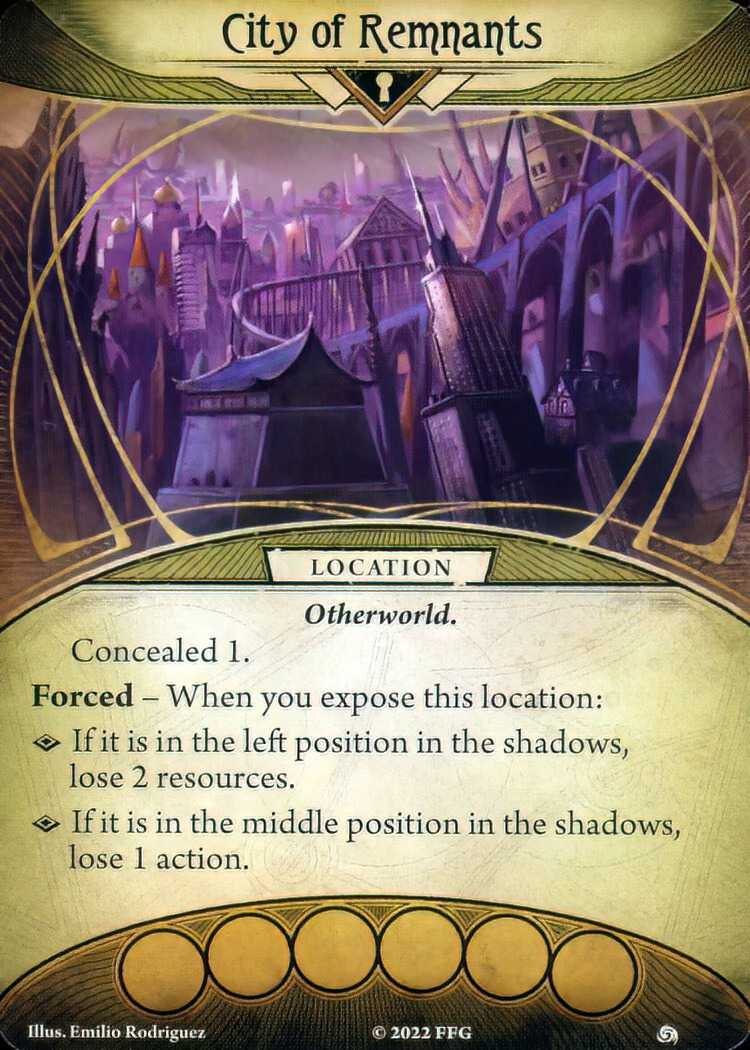 City of Remnants
LOCATION
Otherworld.
Concealed 1.
Forced – When you expose this location:
If it is in the left position in the shadows,
lose 2 resources.
If it is in the middle position in the shadows,
lose 1 action.
Illus. Emilio Rodriguez
© 2022 FFG